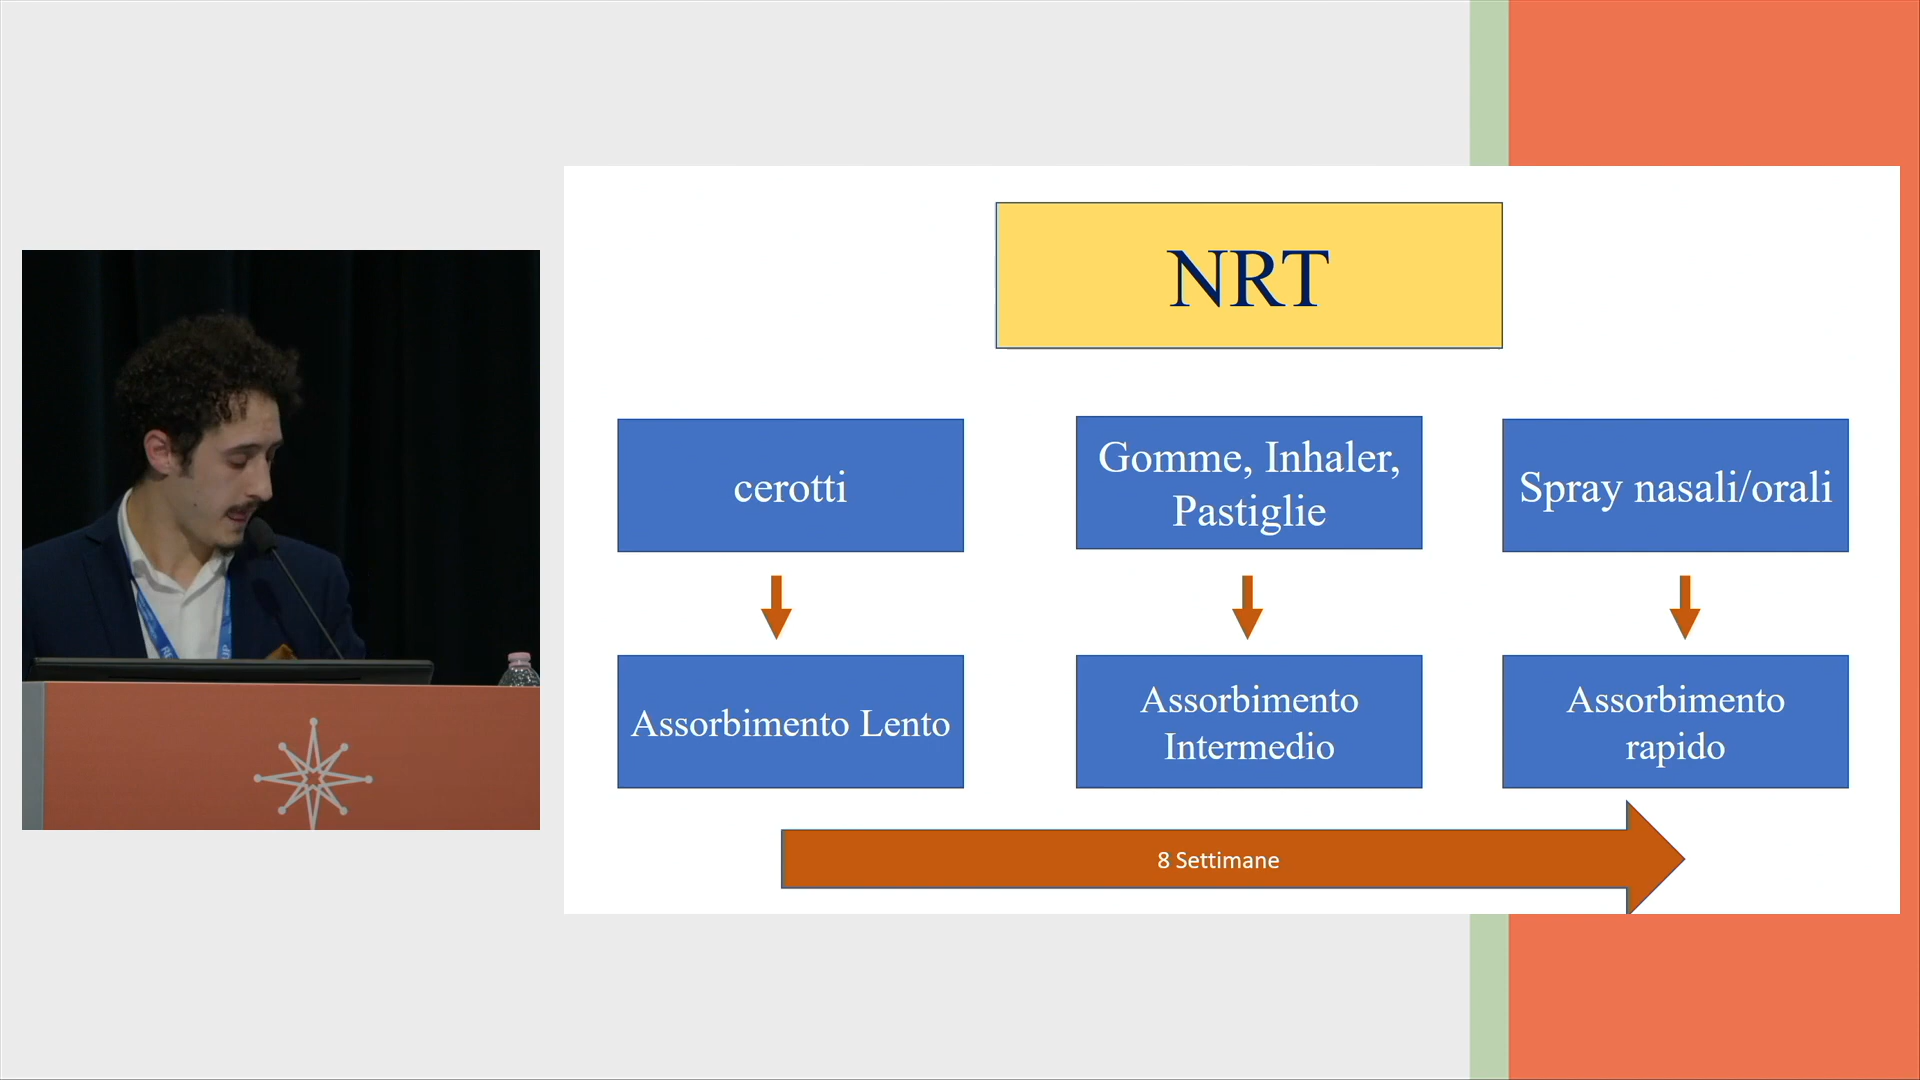 NRT
cerotti
Gomme, Inhaler,
Pastiglie
Spray nasali/orali
Assorbimento Lento
Assorbimento
Intermedio
Assorbimento
rapido
8 Settimane